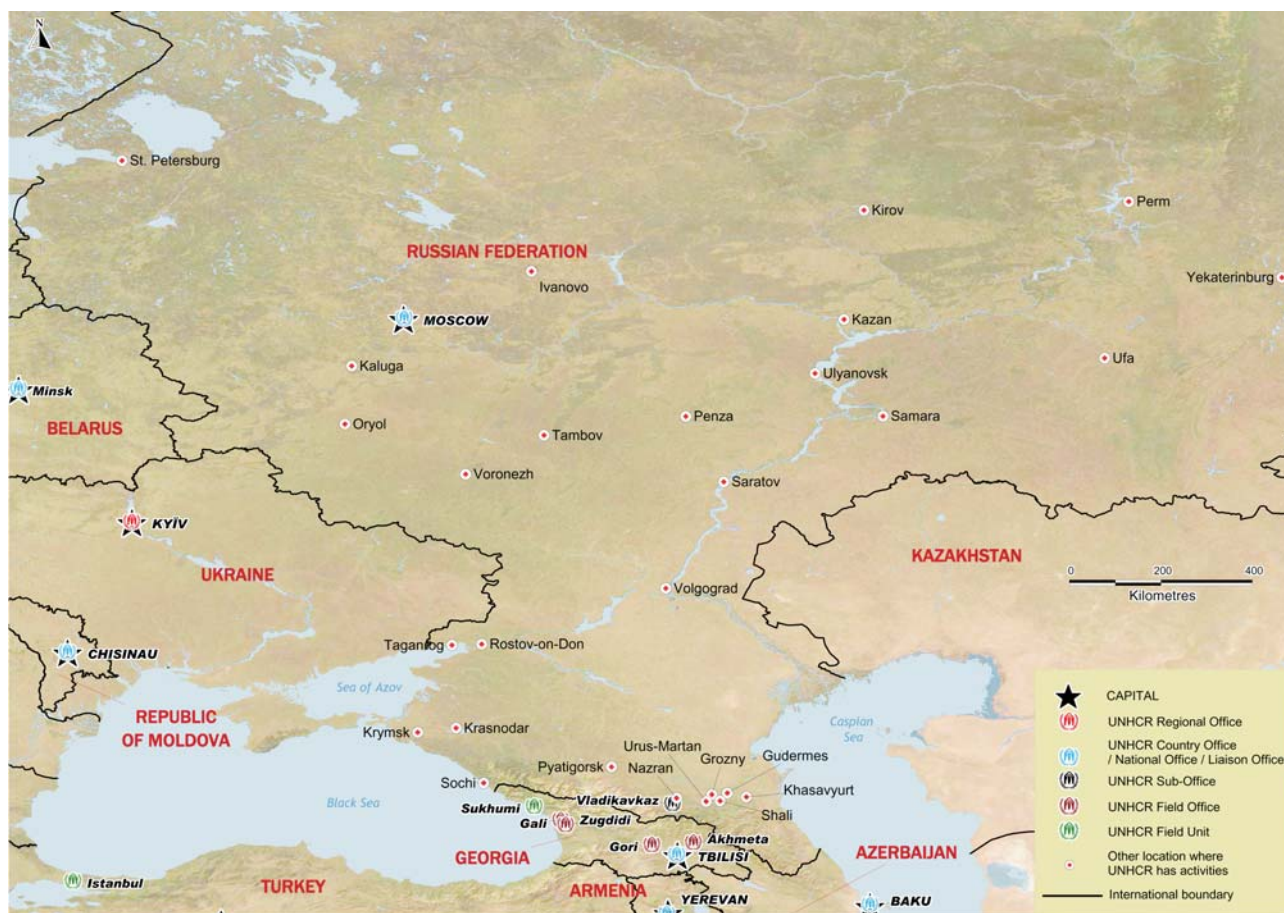 N
St. Petersburg
Kirov
Perm
RUSSIAN FEDERATION
Ivanovo
Yekaterinburg
MOSCOW
Kazan
Kaluga
Ufa
Ulyanovsk
Minsk
BELARUS
Oryol
Penza
Samara
Tambov
Voronezh
Saratov
KYÏV
KAZAKHSTAN
UKRAINE
0 200 400
Kilometres
Volgograd
Taganrog
Rostov-on-Don
CHISINAU
Sea of Azov
REPUBLIC
OF MOLDOVA
Krymsk
Krasnodar
Caspian
Sea
Urus-Martan
Grozny
Gudermes
Pyatigorsk
Nazran
Sochi
Khasavyurt
Black Sea
Sukhumi
Vladikavkaz
Shali
Gali
Zugdidi
Gori
Akhmeta
GEORGIA
TBILISI
AZERBAIJAN
Istanbul
TURKEY
ARMENIA
YEREVAN
BAKU
CAPITAL
UNHCR Regional Office
UNHCR Country Office
/ National Office / Liaison Office
UNHCR Sub-Office
UNHCR Field Office
UNHCR Field Unit
Other location where
UNHCR has activities
International boundary